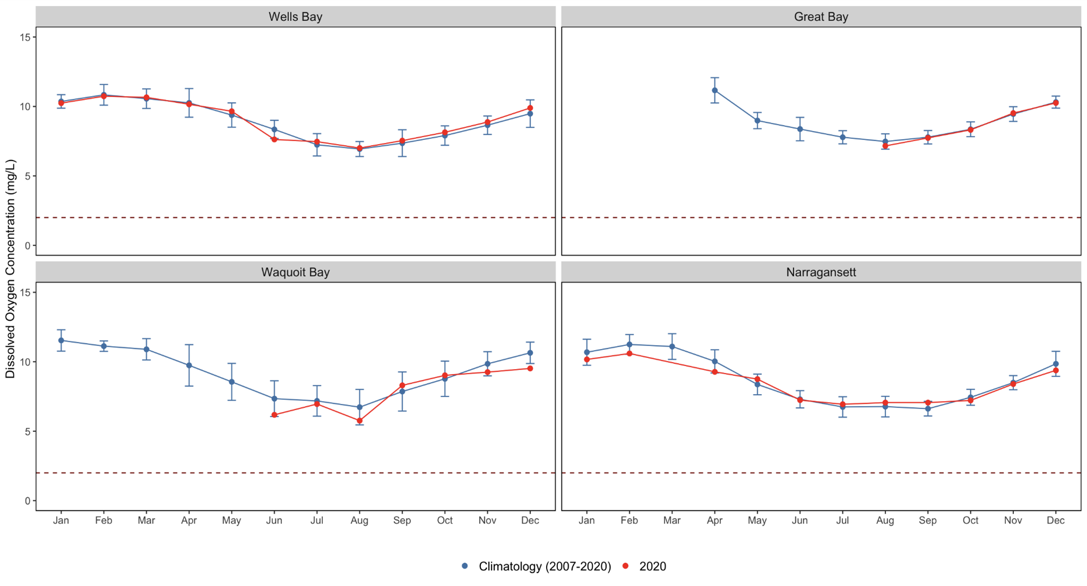 Wells Bay
Great Bay
15
10
5
0
Dissolved Oxygen Concentration (mg/L)
Waquoit Bay
Narragansett
15
10
5
0
Jan Feb Mar Apr May Jun Jul Aug Sep Oct Nov Dec
Jan Feb Mar Apr May Jun Jul Aug Sep Oct Nov Dec
Climatology (2007-2020) 2020